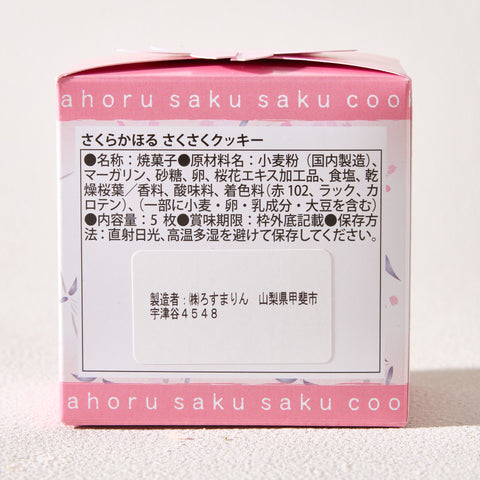 ahoru saku saku coo
さくらかほる さくさくクッキー
●名称：焼菓子●原材料名：小麦粉（国内製造）、
マーガリン、砂糖、卵、桜花エキス加工品、食塩、乾
燥桜葉／香料、酸味料、着色料（赤102、ラック、カ
ロテン）、（一部に小麦・卵・乳成分・大豆を含む）
●内容量：5枚●賞味期限：枠外底記載●保存方
法：直射日光、高温多湿を避けて保存してください。
製造者：㈱ろすまりん　山梨県甲斐市
宇津谷４５４８
ahoru saku saku coo